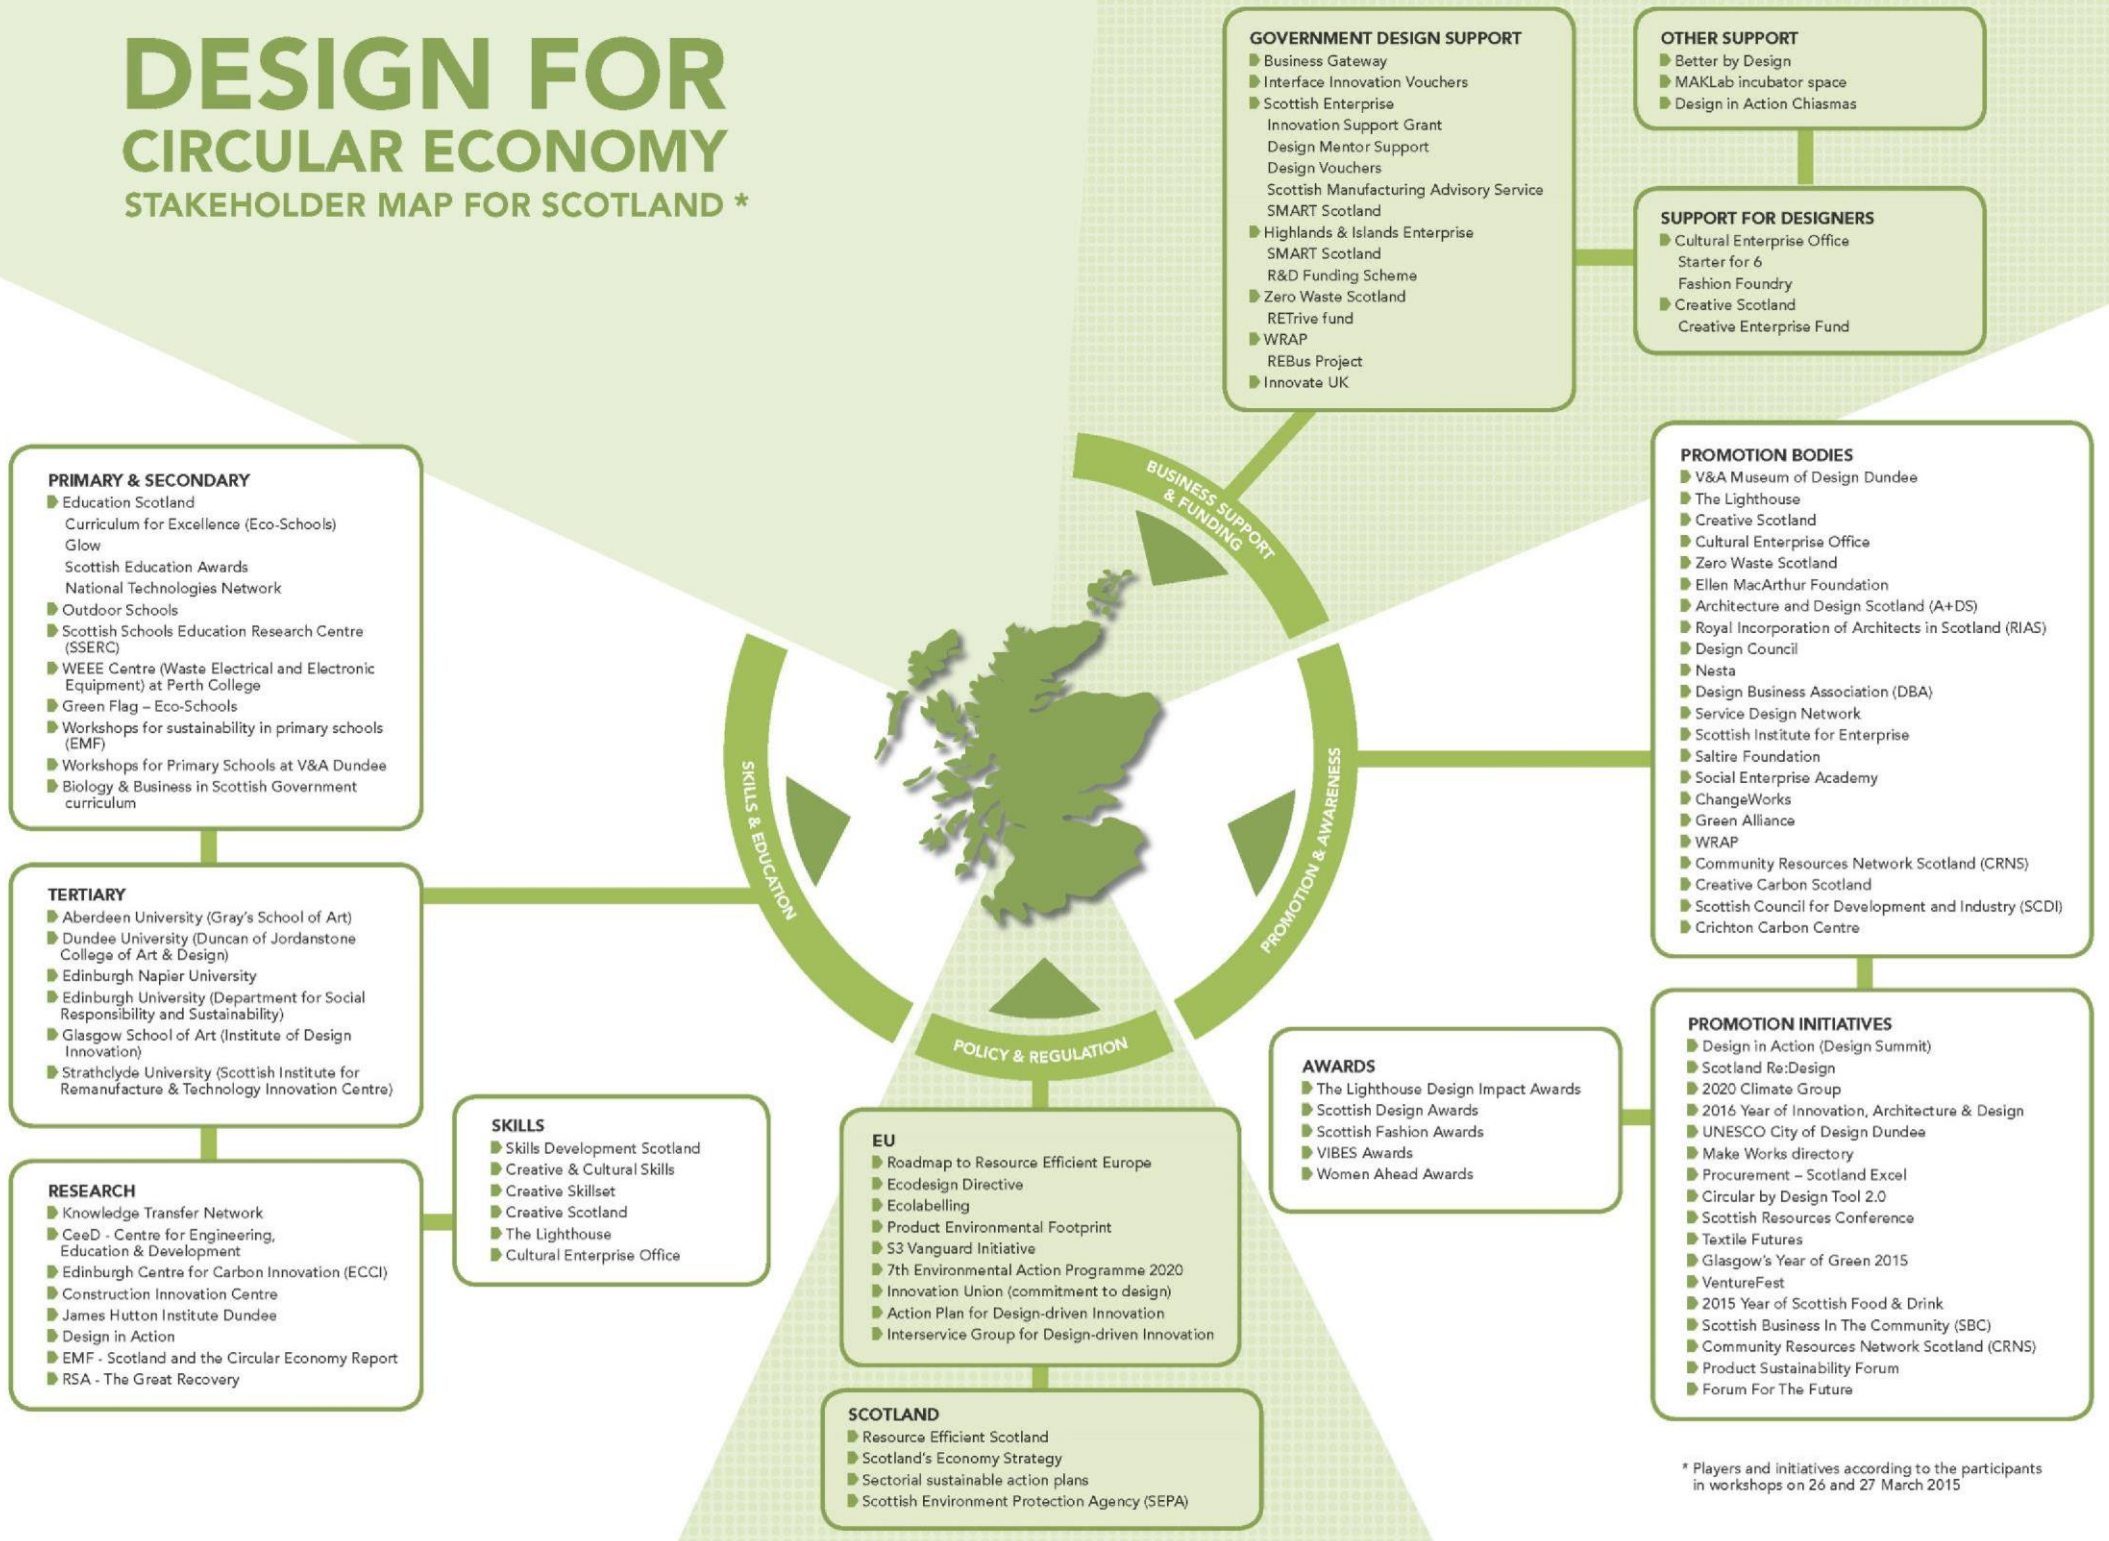 DESIGN FOR
CIRCULAR ECONOMY
STAKEHOLDER MAP FOR SCOTLAND *
GOVERNMENT DESIGN SUPPORT
Business Gateway
Interface Innovation Vouchers
Scottish Enterprise
Innovation Support Grant
Design Mentor Support
Design Vouchers
Scottish Manufacturing Advisory Service
SMART Scotland
Highlands & Islands Enterprise
SMART Scotland
R&D Funding Scheme
Zero Waste Scotland
RETrive fund
WRAP
REBus Project
Innovate UK
OTHER SUPPORT
Better by Design
MAKLab incubator space
Design in Action Chiasmas
SUPPORT FOR DESIGNERS
Cultural Enterprise Office
Starter for 6
Fashion Foundry
Creative Scotland
Creative Enterprise Fund
BUSINESS SUPPORT
& FUNDING
PRIMARY & SECONDARY
Education Scotland
Curriculum for Excellence (Eco-Schools)
Glow
Scottish Education Awards
National Technologies Network
Outdoor Schools
Scottish Schools Education Research Centre
(SSERC)
WEEE Centre (Waste Electrical and Electronic
Equipment) at Perth College
Green Flag – Eco-Schools
Workshops for sustainability in primary schools
(EMF)
Workshops for Primary Schools at V&A Dundee
Biology & Business in Scottish Government
curriculum
TERTIARY
Aberdeen University (Gray's School of Art)
Dundee University (Duncan of Jordanstone
College of Art & Design)
Edinburgh Napier University
Edinburgh University (Department for Social
Responsibility and Sustainability)
Glasgow School of Art (Institute of Design
Innovation)
Strathclyde University (Scottish Institute for
Remanufacture & Technology Innovation Centre)
RESEARCH
Knowledge Transfer Network
CeeD - Centre for Engineering,
Education & Development
Edinburgh Centre for Carbon Innovation (ECCI)
Construction Innovation Centre
James Hutton Institute Dundee
Design in Action
EMF - Scotland and the Circular Economy Report
RSA - The Great Recovery
SKILLS
Skills Development Scotland
Creative & Cultural Skills
Creative Skillset
Creative Scotland
The Lighthouse
Cultural Enterprise Office
SKILLS & EDUCATION
POLICY & REGULATION
EU
Roadmap to Resource Efficient Europe
Ecodesign Directive
Ecolabelling
Product Environmental Footprint
S3 Vanguard Initiative
7th Environmental Action Programme 2020
Innovation Union (commitment to design)
Action Plan for Design-driven Innovation
Interservice Group for Design-driven Innovation
SCOTLAND
Resource Efficient Scotland
Scotland's Economy Strategy
Sectorial sustainable action plans
Scottish Environment Protection Agency (SEPA)
PROMOTION & AWARENESS
PROMOTION BODIES
V&A Museum of Design Dundee
The Lighthouse
Creative Scotland
Cultural Enterprise Office
Zero Waste Scotland
Ellen MacArthur Foundation
Architecture and Design Scotland (A+DS)
Royal Incorporation of Architects in Scotland (RIAS)
Design Council
Nesta
Design Business Association (DBA)
Service Design Network
Scottish Institute for Enterprise
Saltire Foundation
Social Enterprise Academy
ChangeWorks
Green Alliance
WRAP
Community Resources Network Scotland (CRNS)
Creative Carbon Scotland
Scottish Council for Development and Industry (SCDI)
Crichton Carbon Centre
AWARDS
The Lighthouse Design Impact Awards
Scottish Design Awards
Scottish Fashion Awards
VIBES Awards
Women Ahead Awards
PROMOTION INITIATIVES
Design in Action (Design Summit)
Scotland Re:Design
2020 Climate Group
2016 Year of Innovation, Architecture & Design
UNESCO City of Design Dundee
Make Works directory
Procurement – Scotland Excel
Circular by Design Tool 2.0
Scottish Resources Conference
Textile Futures
Glasgow's Year of Green 2015
VentureFest
2015 Year of Scottish Food & Drink
Scottish Business In The Community (SBC)
Community Resources Network Scotland (CRNS)
Product Sustainability Forum
Forum For The Future
* Players and initiatives according to the participants
in workshops on 26 and 27 March 2015